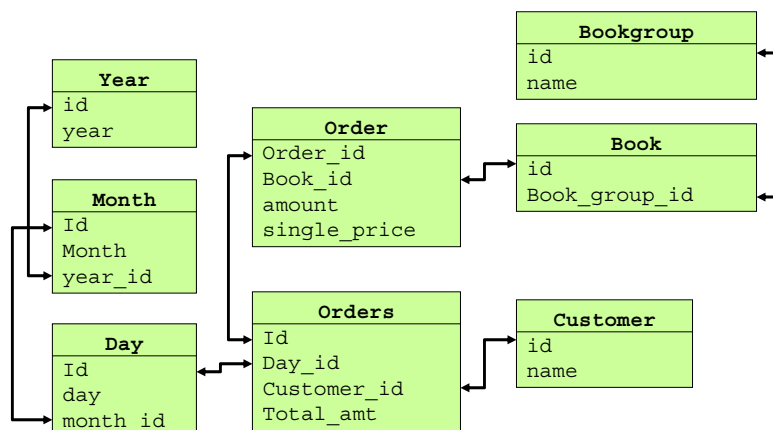 Bookgroup
id
name
Year
id
year
Order
Order_id
Book_id
amount
single_price
Book
id
Book_group_id
Month
Id
Month
year_id
Orders
Id
Day_id
Customer_id
Total_amt
Customer
id
name
Day
Id
day
month_id